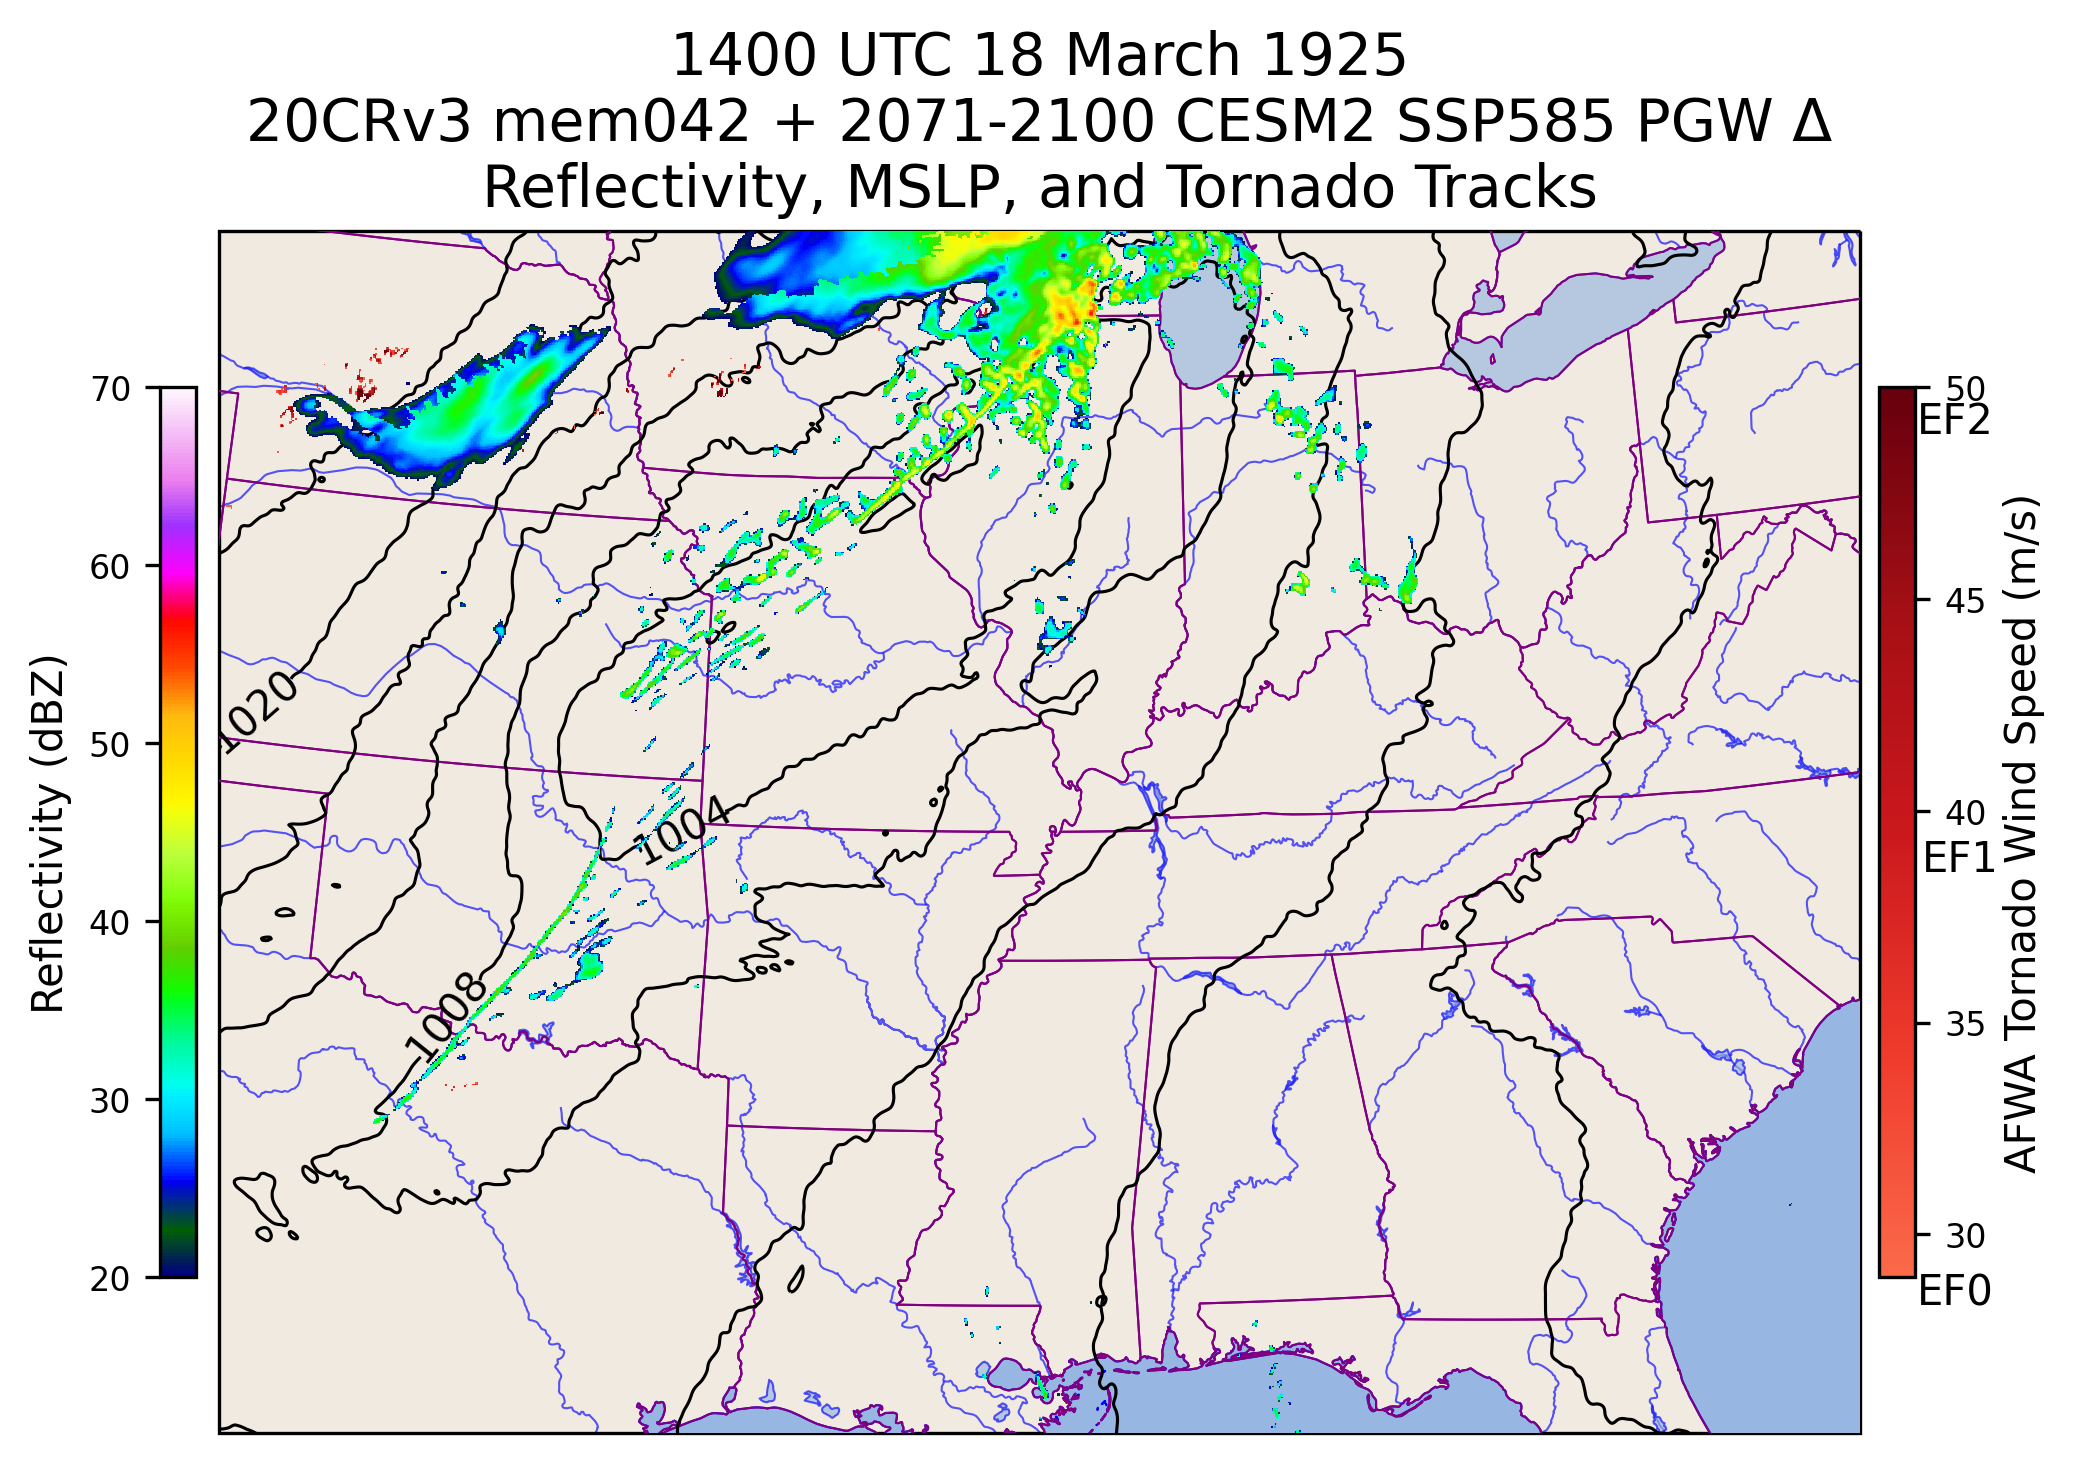 1400 UTC 18 March 1925
20CRv3 mem042 + 2071-2100 CESM2 SSP585 PGW Δ
Reflectivity, MSLP, and Tornado Tracks
Reflectivity (dBZ)
70
60
50
40
30
20
1020
1004
1008
50
EF2
45
40
EF1
35
30
EF0
AFWA Tornado Wind Speed (m/s)